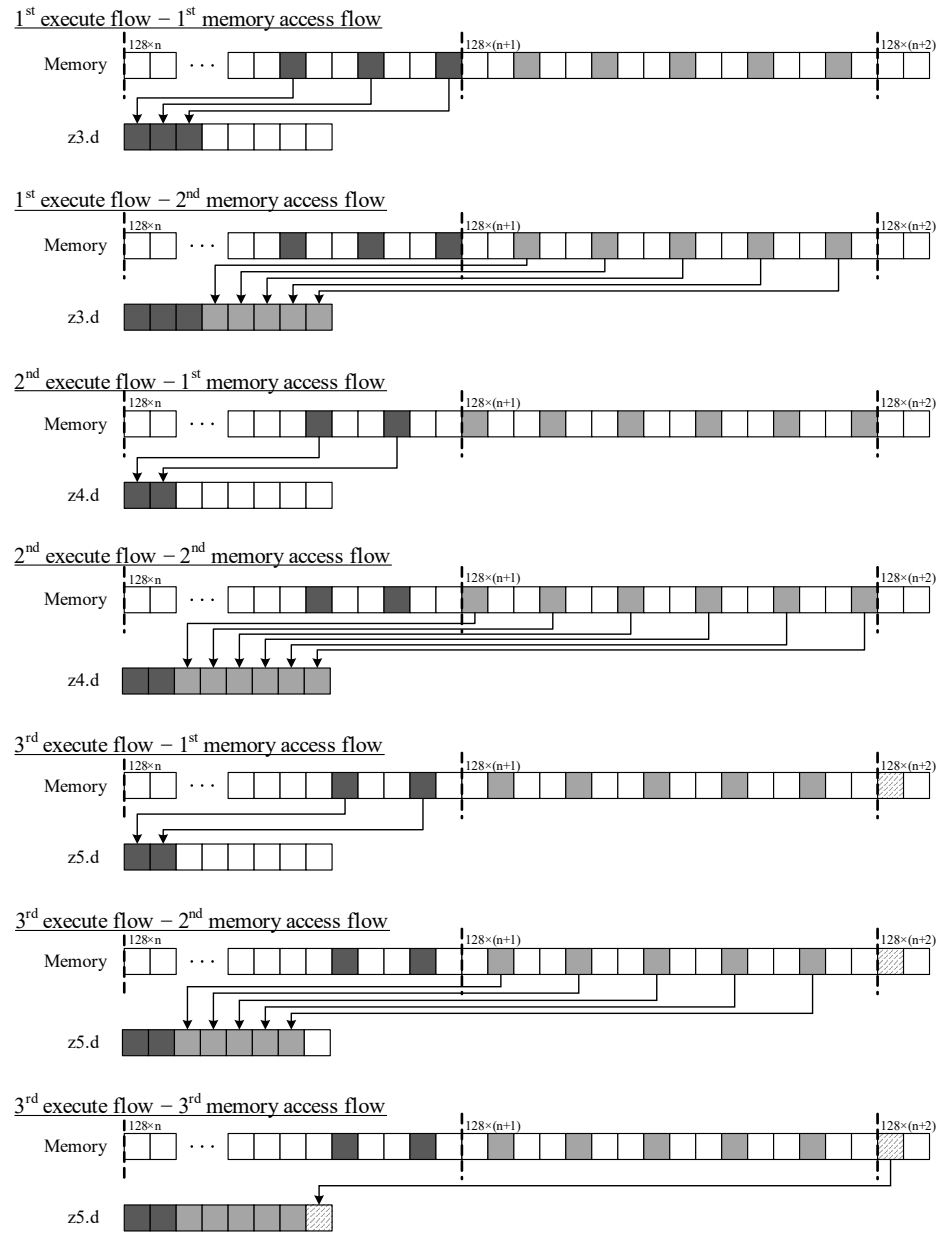 1st execute flow − 1st memory access flow
128×n 128×(n+1) 128×(n+2)
Memory ···
z3.d
1st execute flow − 2nd memory access flow
128×n 128×(n+1) 128×(n+2)
Memory ···
z3.d
2nd execute flow − 1st memory access flow
128×n 128×(n+1) 128×(n+2)
Memory ···
z4.d
2nd execute flow − 2nd memory access flow
128×n 128×(n+1) 128×(n+2)
Memory ···
z4.d
3rd execute flow − 1st memory access flow
128×n 128×(n+1) 128×(n+2)
Memory ···
z5.d
3rd execute flow − 2nd memory access flow
128×n 128×(n+1) 128×(n+2)
Memory ···
z5.d
3rd execute flow − 3rd memory access flow
128×n 128×(n+1) 128×(n+2)
Memory ···
z5.d